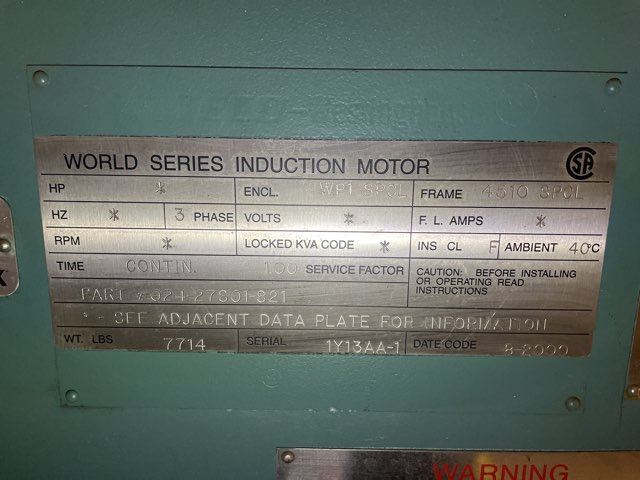 WORLD SERIES INDUCTION MOTOR CSA
HP * ENCL. WP1 SPCL FRAME 4510 SPCL
HZ * 3 PHASE VOLTS * F. L. AMPS *
RPM * LOCKED KVA CODE * INS CL F AMBIENT 40°C
TIME CONTIN. 1.00 SERVICE FACTOR
CAUTION: BEFORE INSTALLING
OR OPERATING READ
INSTRUCTIONS
PART #
* - SEE ADJACENT DATA PLATE FOR INFORMATION
WT. LBS 7714 SERIAL 1Y13AA-1 DATE CODE 8-2000
WARNING